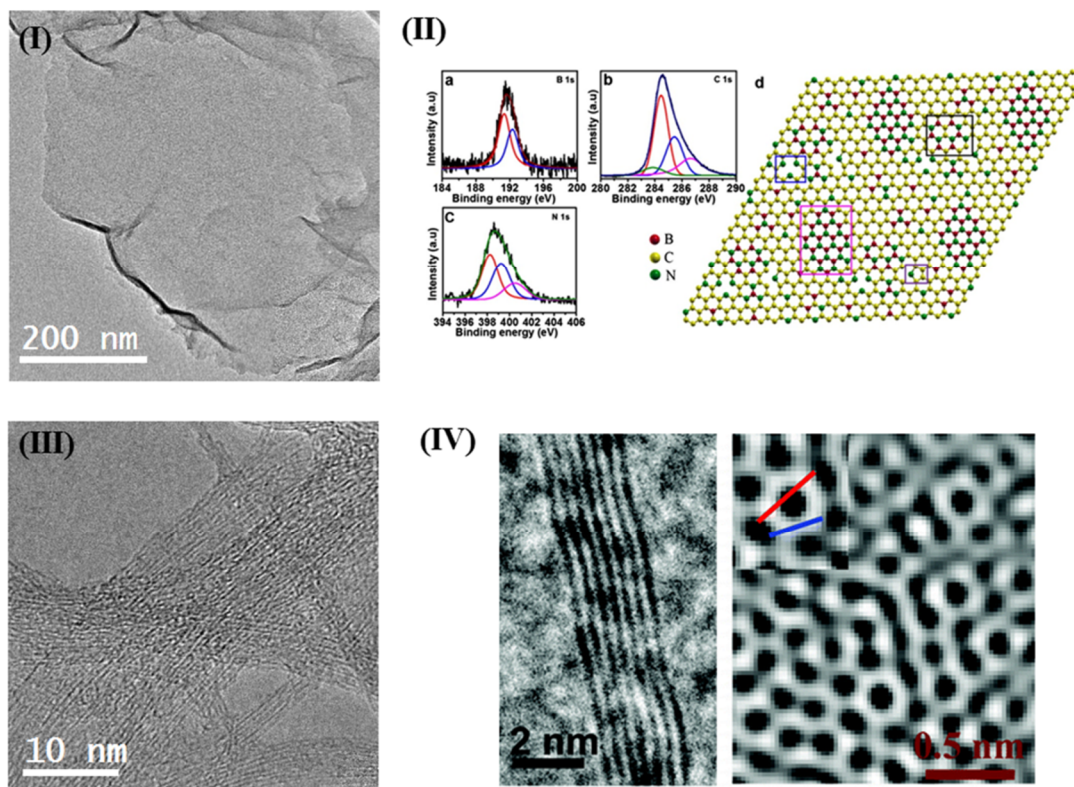 (I)
200 nm
(II)
a
B 1s
Intensity (a.u)
184 188 192 196 200
Binding energy (eV)
b
C 1s
Intensity (a.u)
280 282 284 286 288 290
Binding energy (eV)
C
N 1s
Intensity (a.u)
394 396 398 400 402 404 406
Binding energy (eV)
d
B
C
N
(III)
10 nm
(IV)
2 nm
0.5 nm